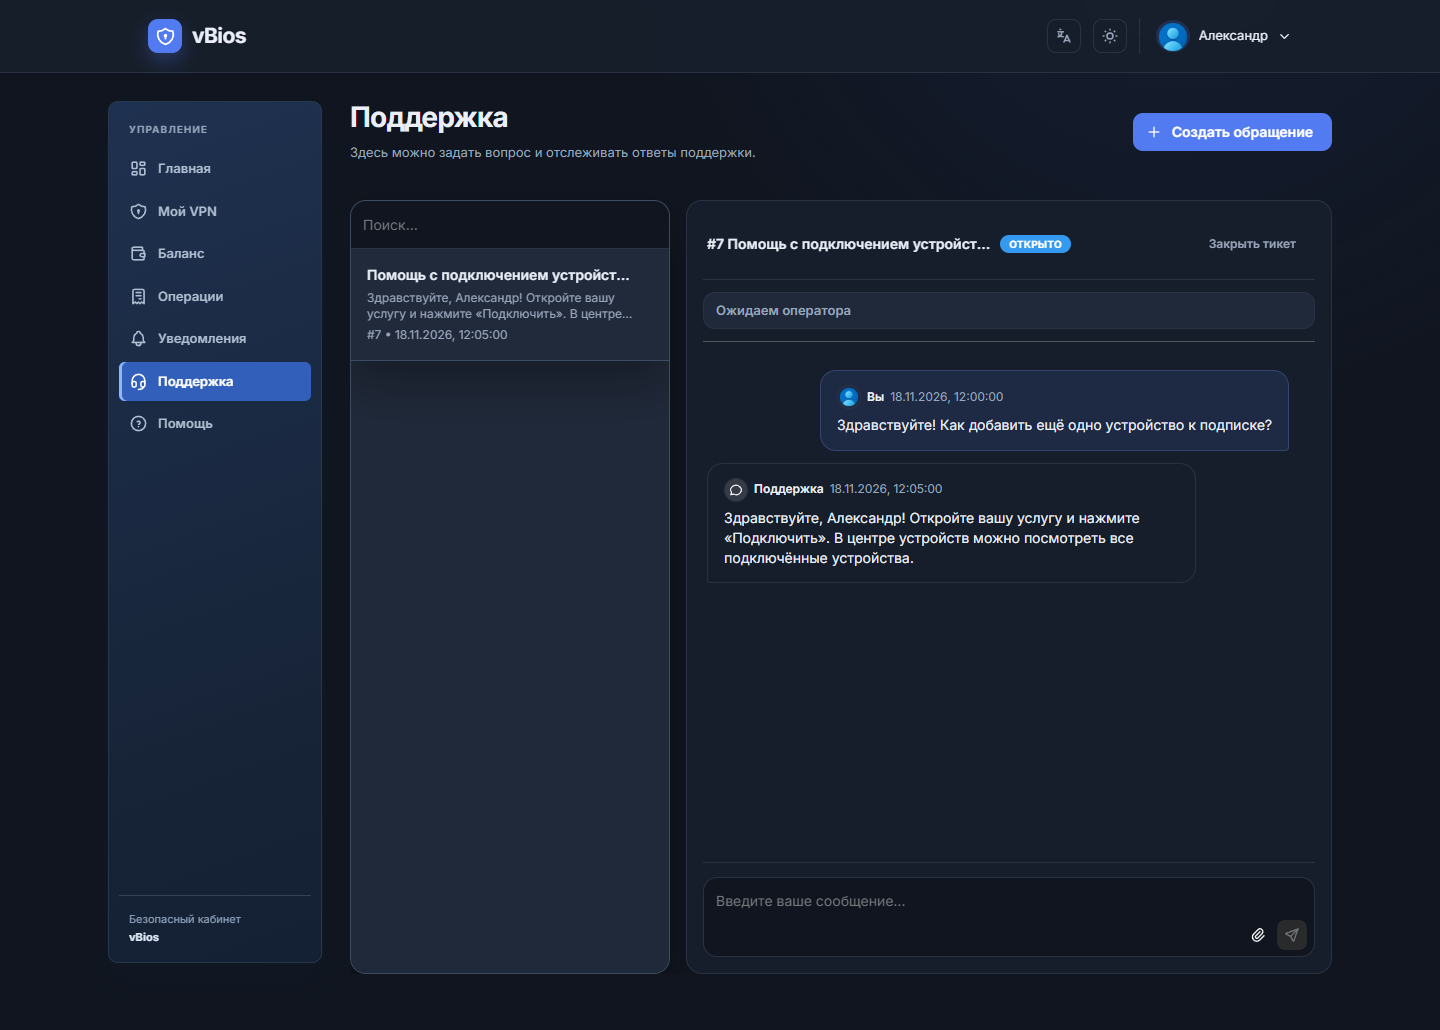 vBios
Александр
УПРАВЛЕНИЕ
Главная
Мой VPN
Баланс
Операции
Уведомления
Поддержка
Помощь
Безопасный кабинет
vBios
Поддержка
Здесь можно задать вопрос и отслеживать ответы поддержки.
Создать обращение
Поиск...
Помощь с подключением устройст...
Здравствуйте, Александр! Откройте вашу
услугу и нажмите «Подключить». В центре...
#7 • 18.11.2026, 12:05:00
#7 Помощь с подключением устройст...
ОТКРЫТО
Закрыть тикет
Ожидаем оператора
Вы 18.11.2026, 12:00:00
Здравствуйте! Как добавить ещё одно устройство к подписке?
Поддержка 18.11.2026, 12:05:00
Здравствуйте, Александр! Откройте вашу услугу и нажмите
«Подключить». В центре устройств можно посмотреть все
подключённые устройства.
Введите ваше сообщение...